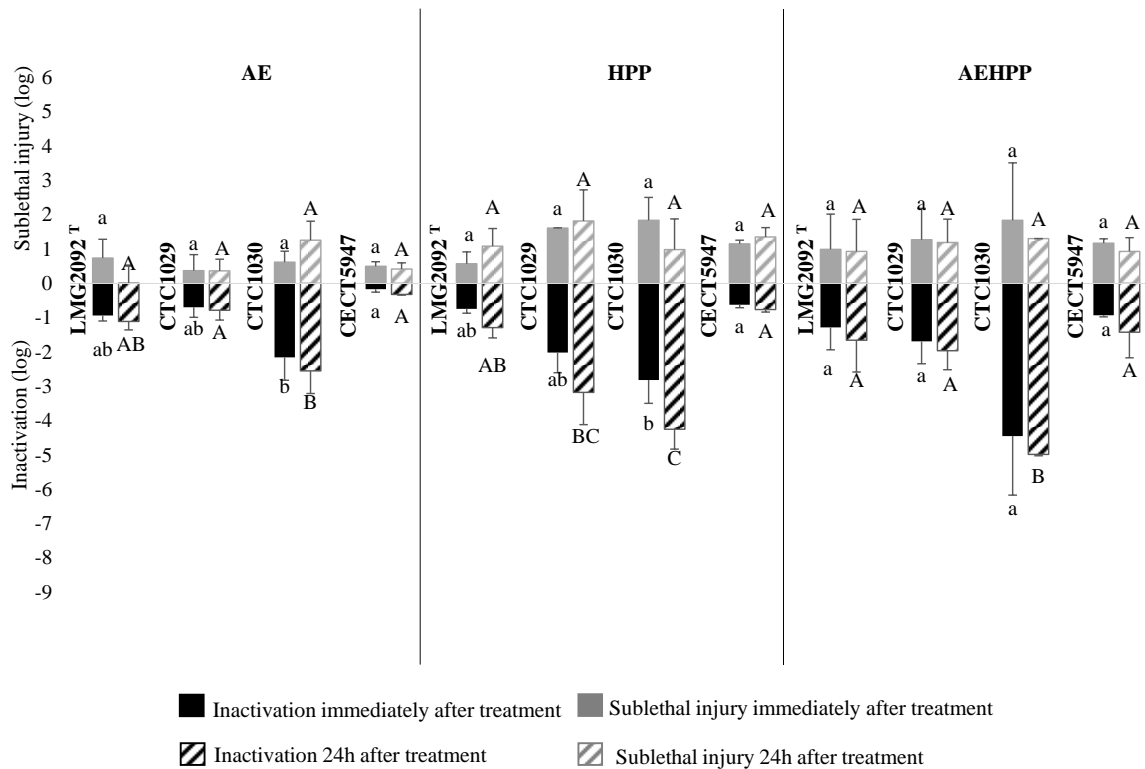 AE HPP AEHPP
Sublethal injury (log)
Inactivation (log)
6
5
4
3
2
1
0
-1
-2
-3
-4
-5
-6
-7
-8
-9
LMG2092 T
CTC1029
CTC1030
CECT5947
LMG2092 T
CTC1029
CTC1030
CECT5947
LMG2092 T
CTC1029
CTC1030
CECT5947
a A a A a A a A
ab AB ab A b B a A
a A a A a A a A
ab AB ab BC b C a A
a A a A a A a A
a A a A a B a A
Inactivation immediately after treatment
Sublethal injury immediately after treatment
Inactivation 24h after treatment
Sublethal injury 24h after treatment